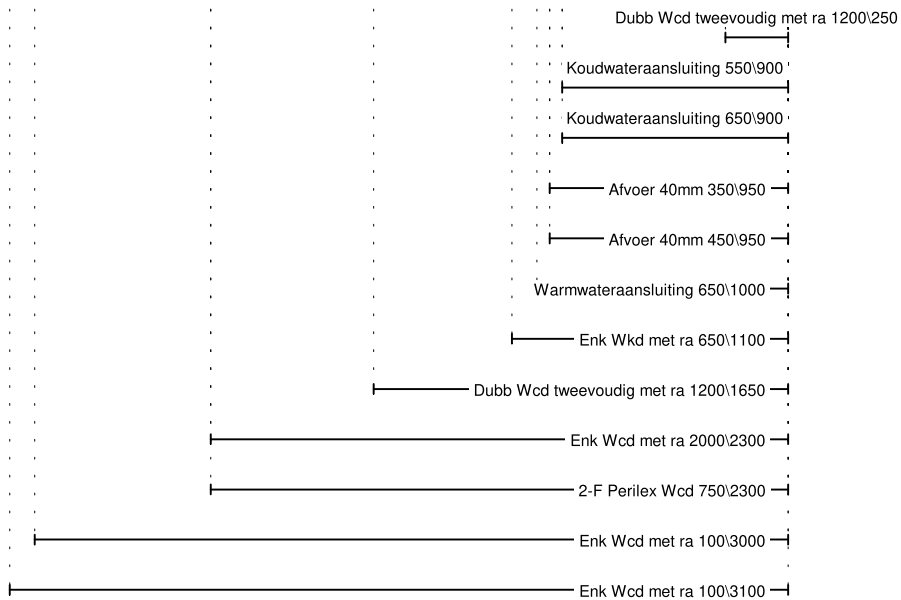 Dubb Wcd tweevoudig met ra 1200\250
Koudwateraansluiting 550\900
Koudwateraansluiting 650\900
Afvoer 40mm 350\950
Afvoer 40mm 450\950
Warmwateraansluiting 650\1000
Enk Wkd met ra 650\1100
Dubb Wcd tweevoudig met ra 1200\1650
Enk Wcd met ra 2000\2300
2-F Perilex Wcd 750\2300
Enk Wcd met ra 100\3000
Enk Wcd met ra 100\3100